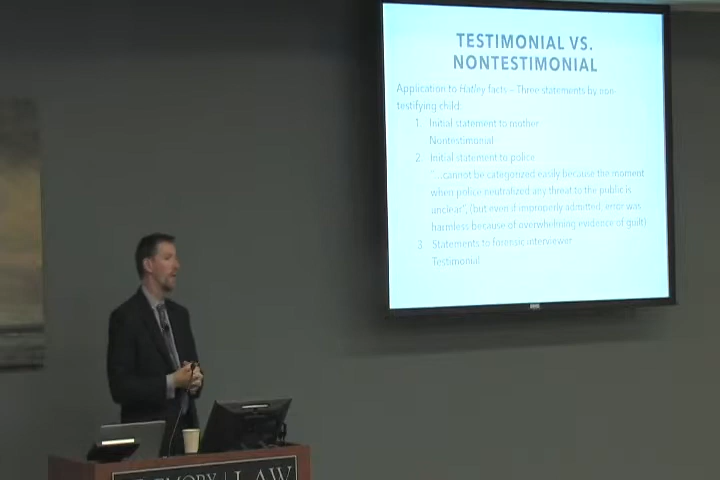 TESTIMONIAL VS.
NONTESTIMONIAL
Application to Hatley facts – Three statements by non-
testifying child:
1. Initial statement to mother
Nontestimonial
2. Initial statement to police
"...cannot be categorized easily because the moment
when police neutralized any threat to the public is
unclear", (but even if improperly admitted, error was
harmless because of overwhelming evidence of guilt)
3. Statements to forensic interviewer
Testimonial
EMORY | LAW